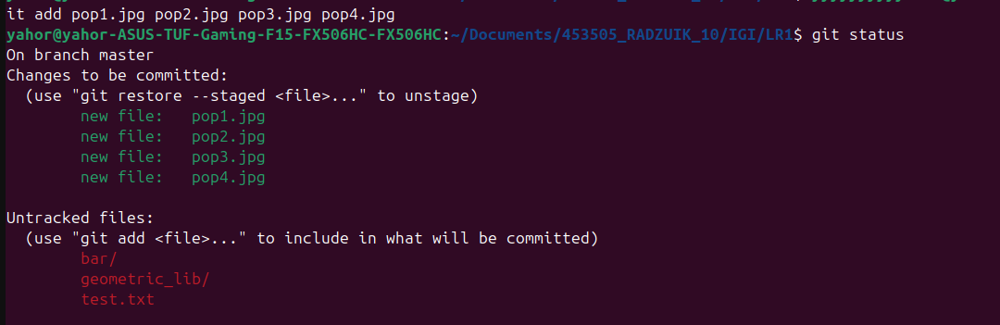 it add pop1.jpg pop2.jpg pop3.jpg pop4.jpg
yahor@yahor-ASUS-TUF-Gaming-F15-FX506HC-FX506HC:~/Documents/453505_RADZUIK_10/IGI/LR1$ git status
On branch master
Changes to be committed:
  (use "git restore --staged <file>..." to unstage)
        new file:   pop1.jpg
        new file:   pop2.jpg
        new file:   pop3.jpg
        new file:   pop4.jpg

Untracked files:
  (use "git add <file>..." to include in what will be committed)
        bar/
        geometric_lib/
        test.txt